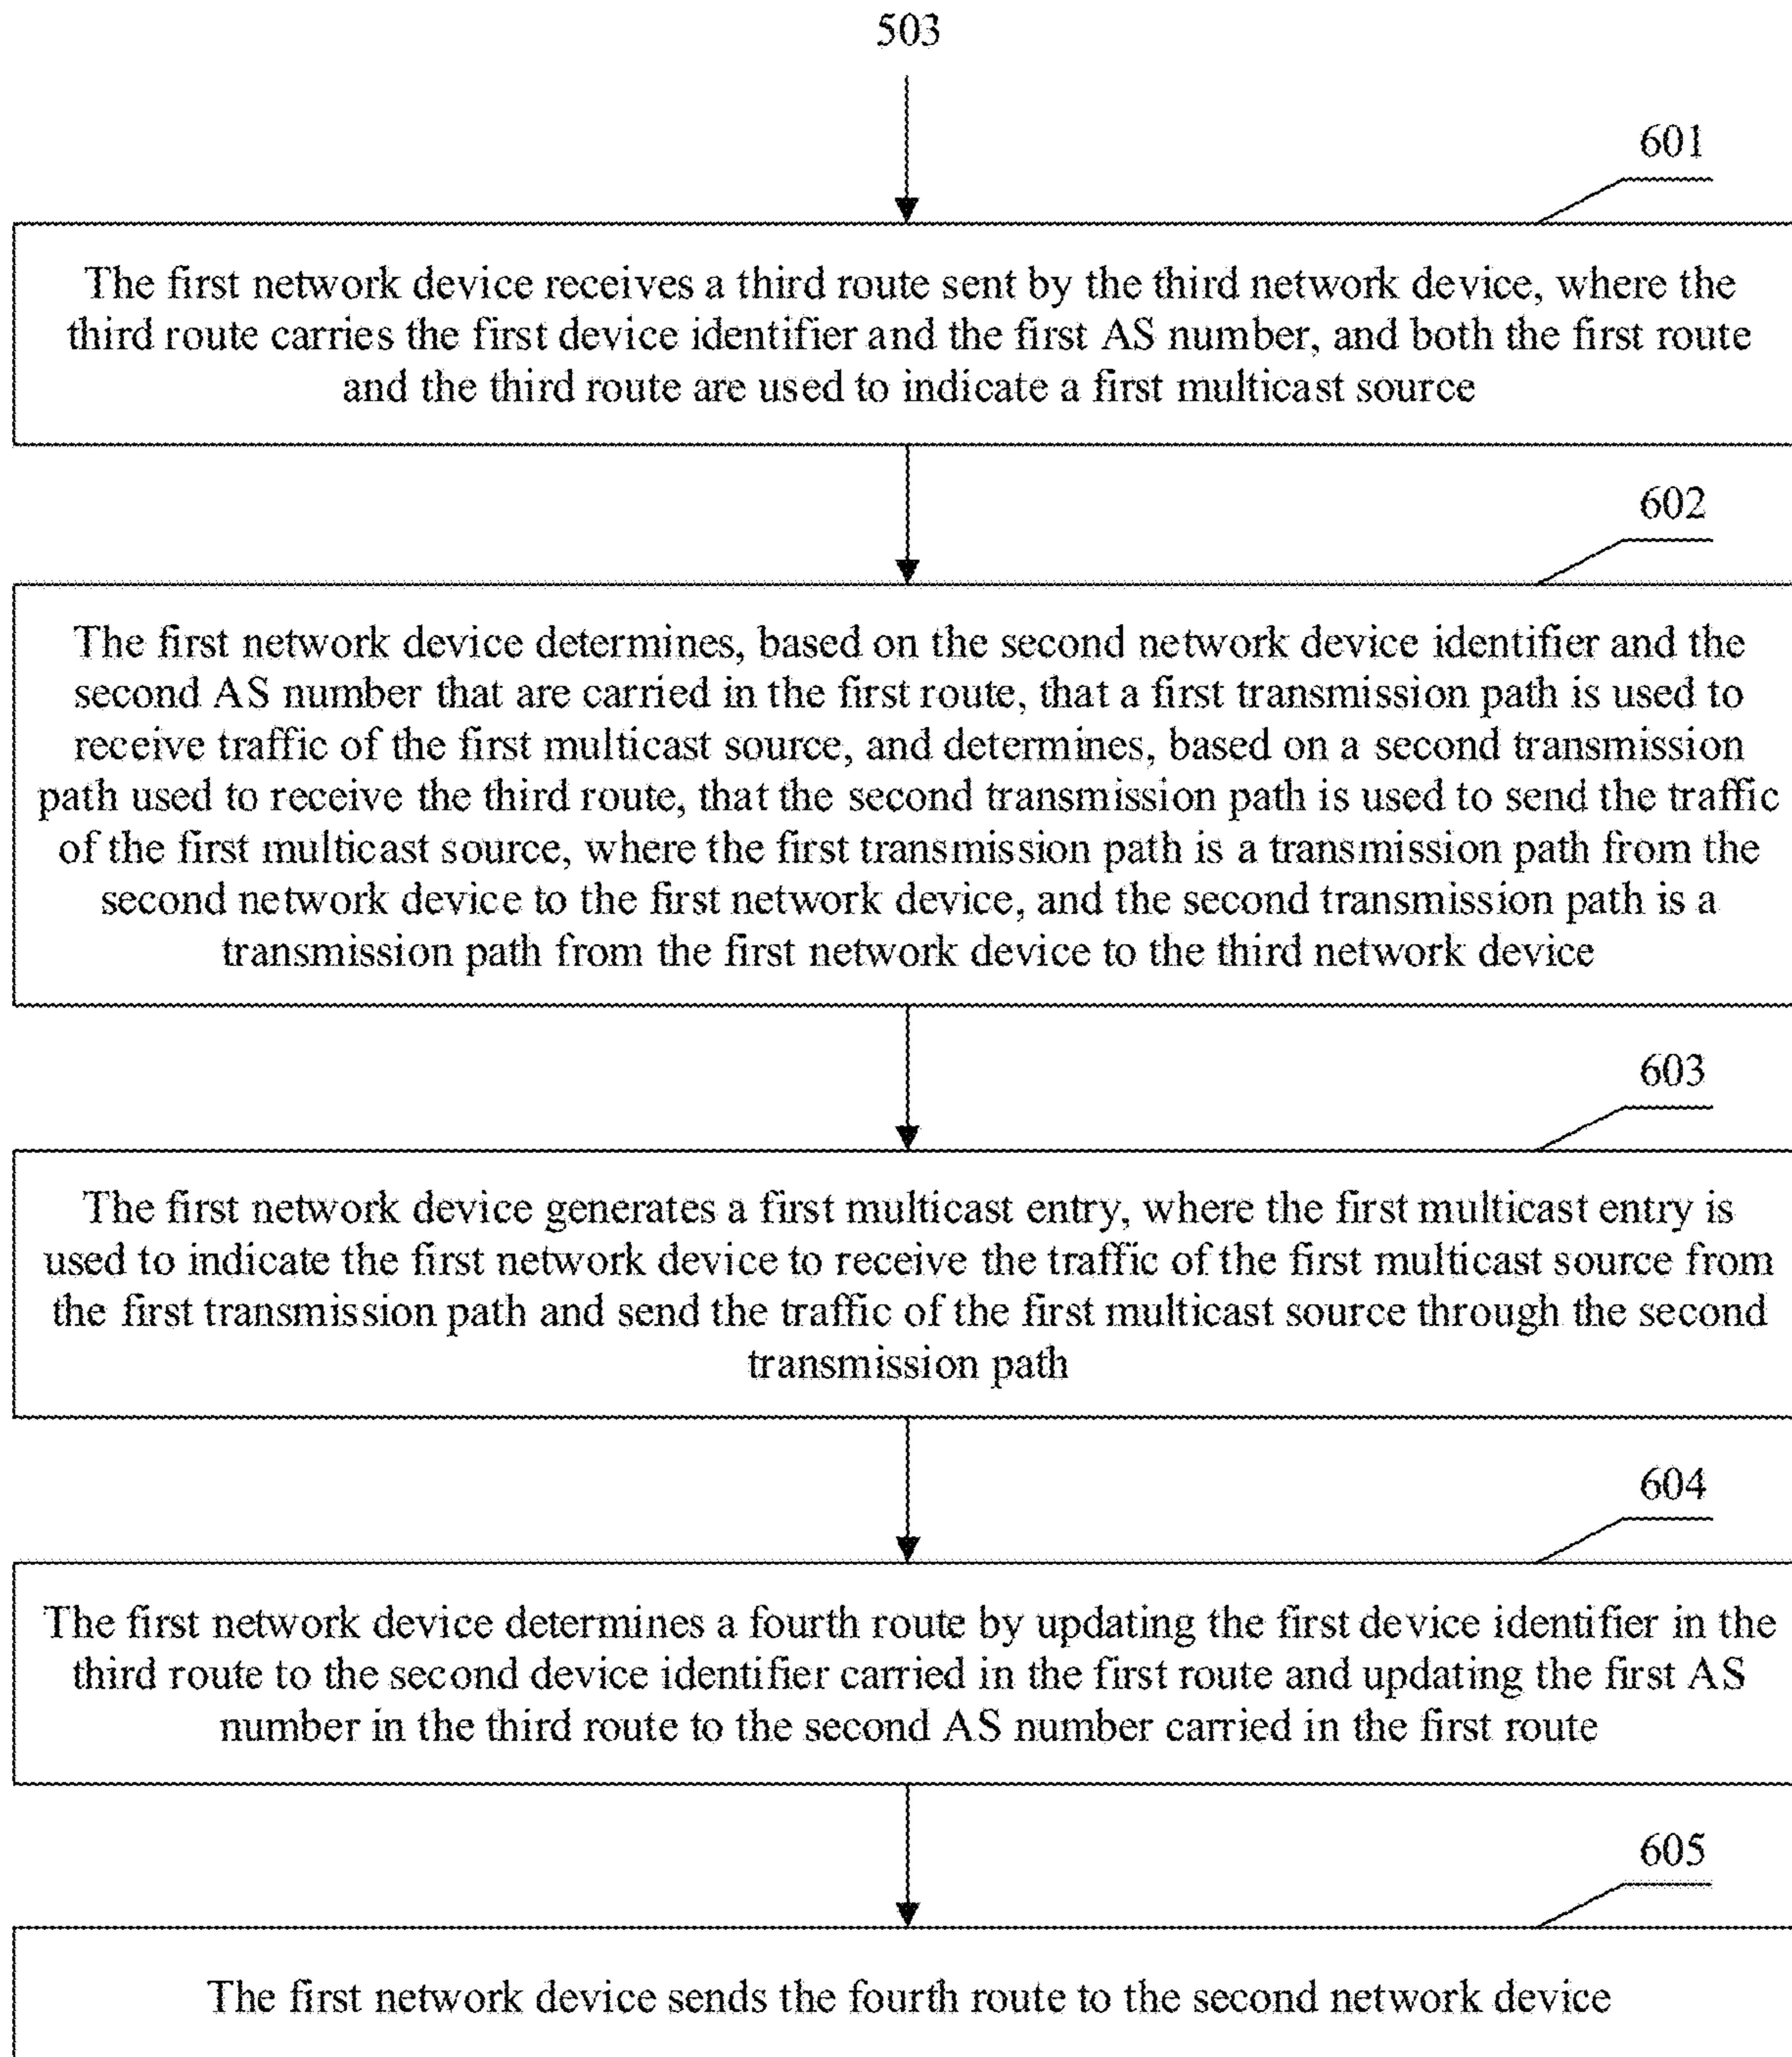 503
601
The first network device receives a third route sent by the third network device, where the
third route carries the first device identifier and the first AS number, and both the first route
and the third route are used to indicate a first multicast source
602
The first network device determines, based on the second network device identifier and the
second AS number that are carried in the first route, that a first transmission path is used to
receive traffic of the first multicast source, and determines, based on a second transmission
path used to receive the third route, that the second transmission path is used to send the traffic
of the first multicast source, where the first transmission path is a transmission path from the
second network device to the first network device, and the second transmission path is a
transmission path from the first network device to the third network device
603
The first network device generates a first multicast entry, where the first multicast entry is
used to indicate the first network device to receive the traffic of the first multicast source from
the first transmission path and send the traffic of the first multicast source through the second
transmission path
604
The first network device determines a fourth route by updating the first device identifier in the
third route to the second device identifier carried in the first route and updating the first AS
number in the third route to the second AS number carried in the first route
605
The first network device sends the fourth route to the second network device